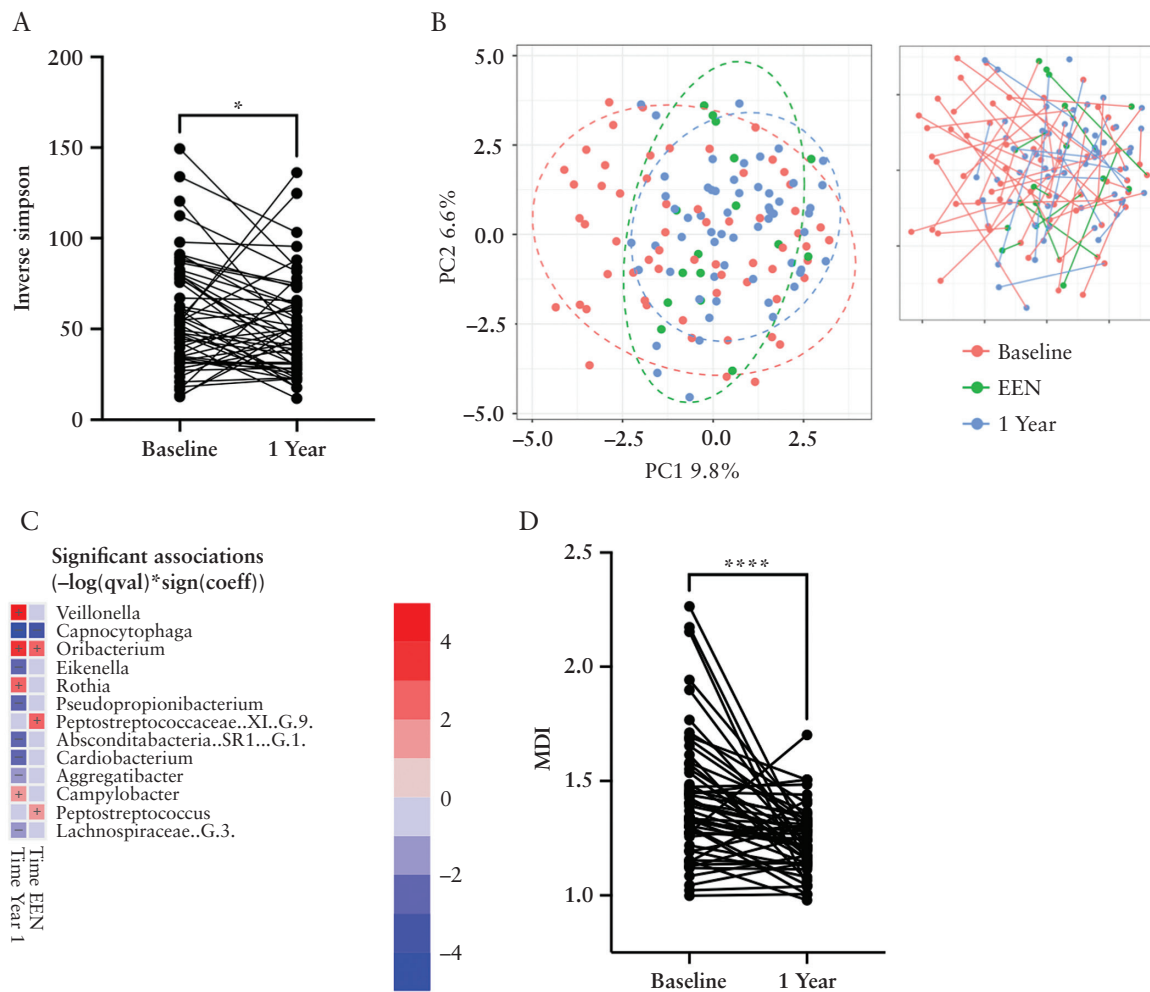 A
200
150
100
50
0
Inverse simpson
*
Baseline
1 Year
B
5.0
2.5
0.0
−2.5
−5.0
PC2 6.6%
−5.0
−2.5
0.0
2.5
PC1 9.8%
Baseline
EEN
1 Year
C
Significant associations
(−log(qval)*sign(coeff))
+ Veillonella
Capnocytophaga
+ + Oribacterium
− Eikenella
+ Rothia
− Pseudopropionibacterium
+ Peptostreptococcaceae..XI..G.9.
− Absconditabacteria..SR1...G.1.
− Cardiobacterium
− Aggregatibacter
+ Campylobacter
+ Peptostreptococcus
− Lachnospiraceae..G.3.
Time Year 1
Time EEN
4
2
0
−2
−4
D
2.5
2.0
1.5
1.0
MDI
****
Baseline
1 Year